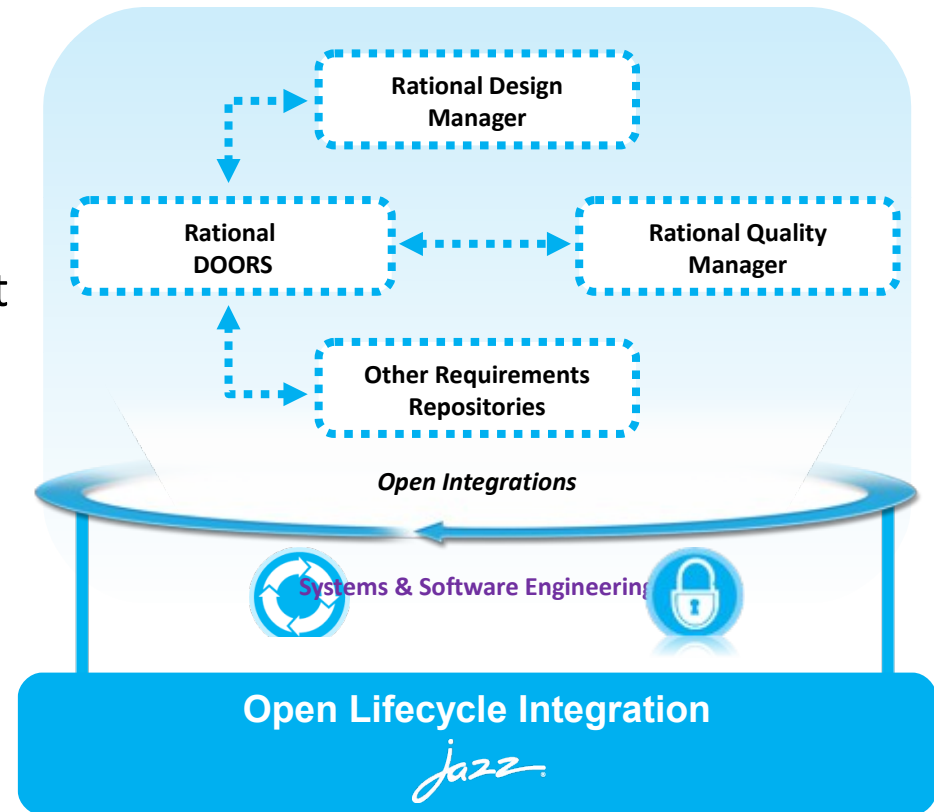 Rational Design
Manager
Rational
DOORS
Rational Quality
Manager
t
Other Requirements
Repositories
Open Integrations
Systems & Software Engineering
Open Lifecycle Integration
jazz